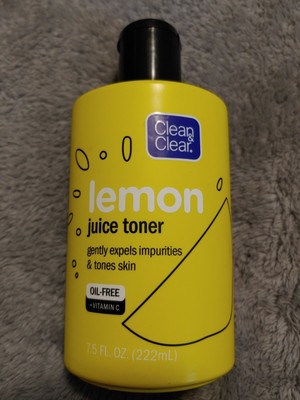 Clean &
Clear.
lemon
juice toner
gently expels impurities
& tones skin
OIL-FREE
+VITAMIN C
7.5 FL. OZ. (222mL)